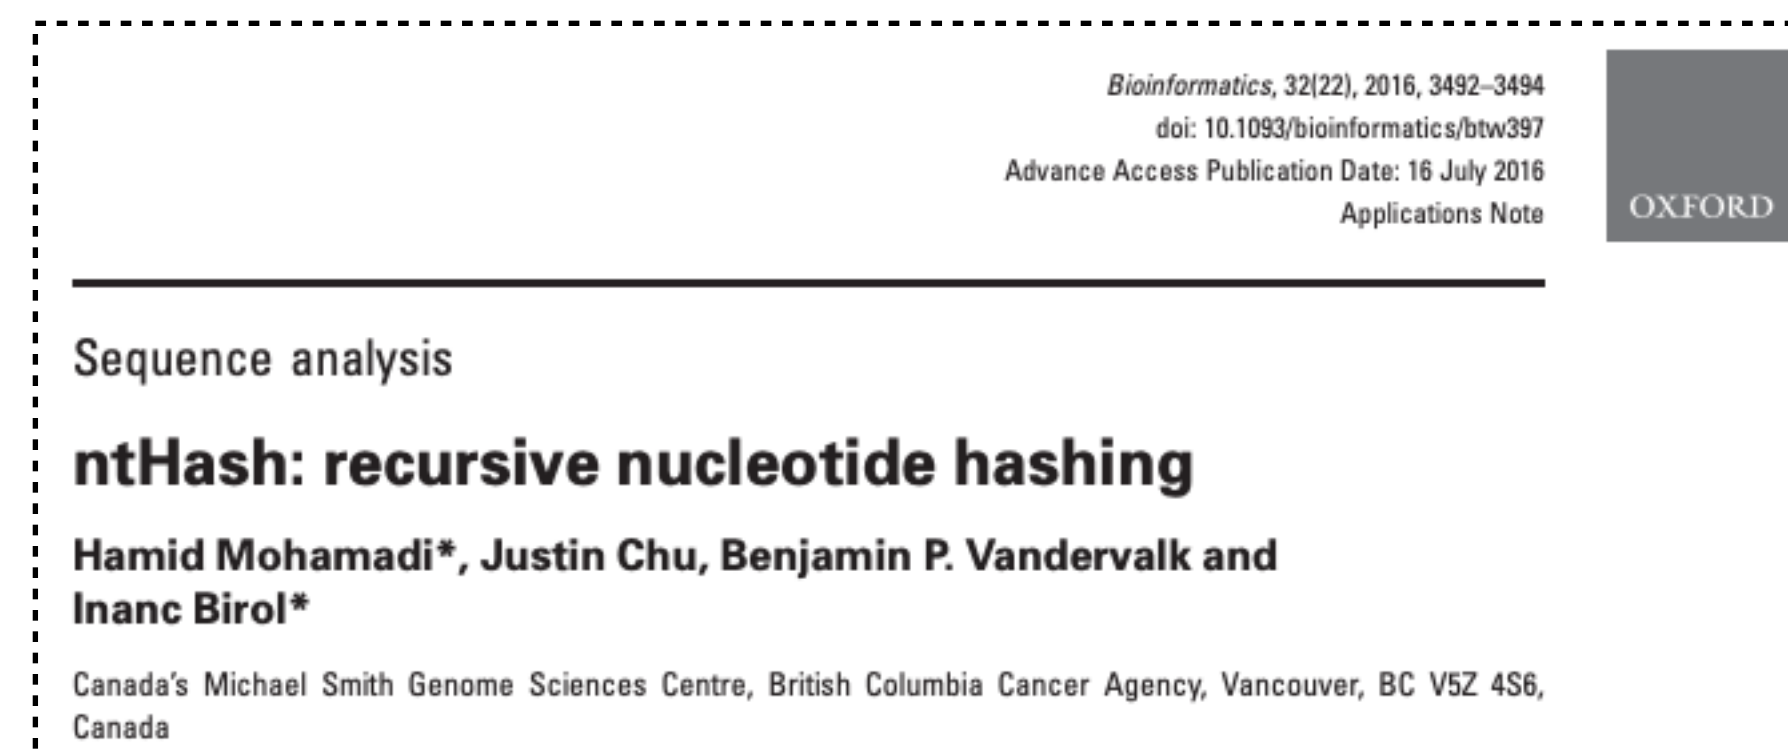 Bioinformatics, 32(22), 2016, 3492–3494
doi: 10.1093/bioinformatics/btw397
Advance Access Publication Date: 16 July 2016
Applications Note
OXFORD
Sequence analysis
ntHash: recursive nucleotide hashing
Hamid Mohamadi*, Justin Chu, Benjamin P. Vandervalk and
Inanc Birol*
Canada's Michael Smith Genome Sciences Centre, British Columbia Cancer Agency, Vancouver, BC V5Z 4S6,
Canada